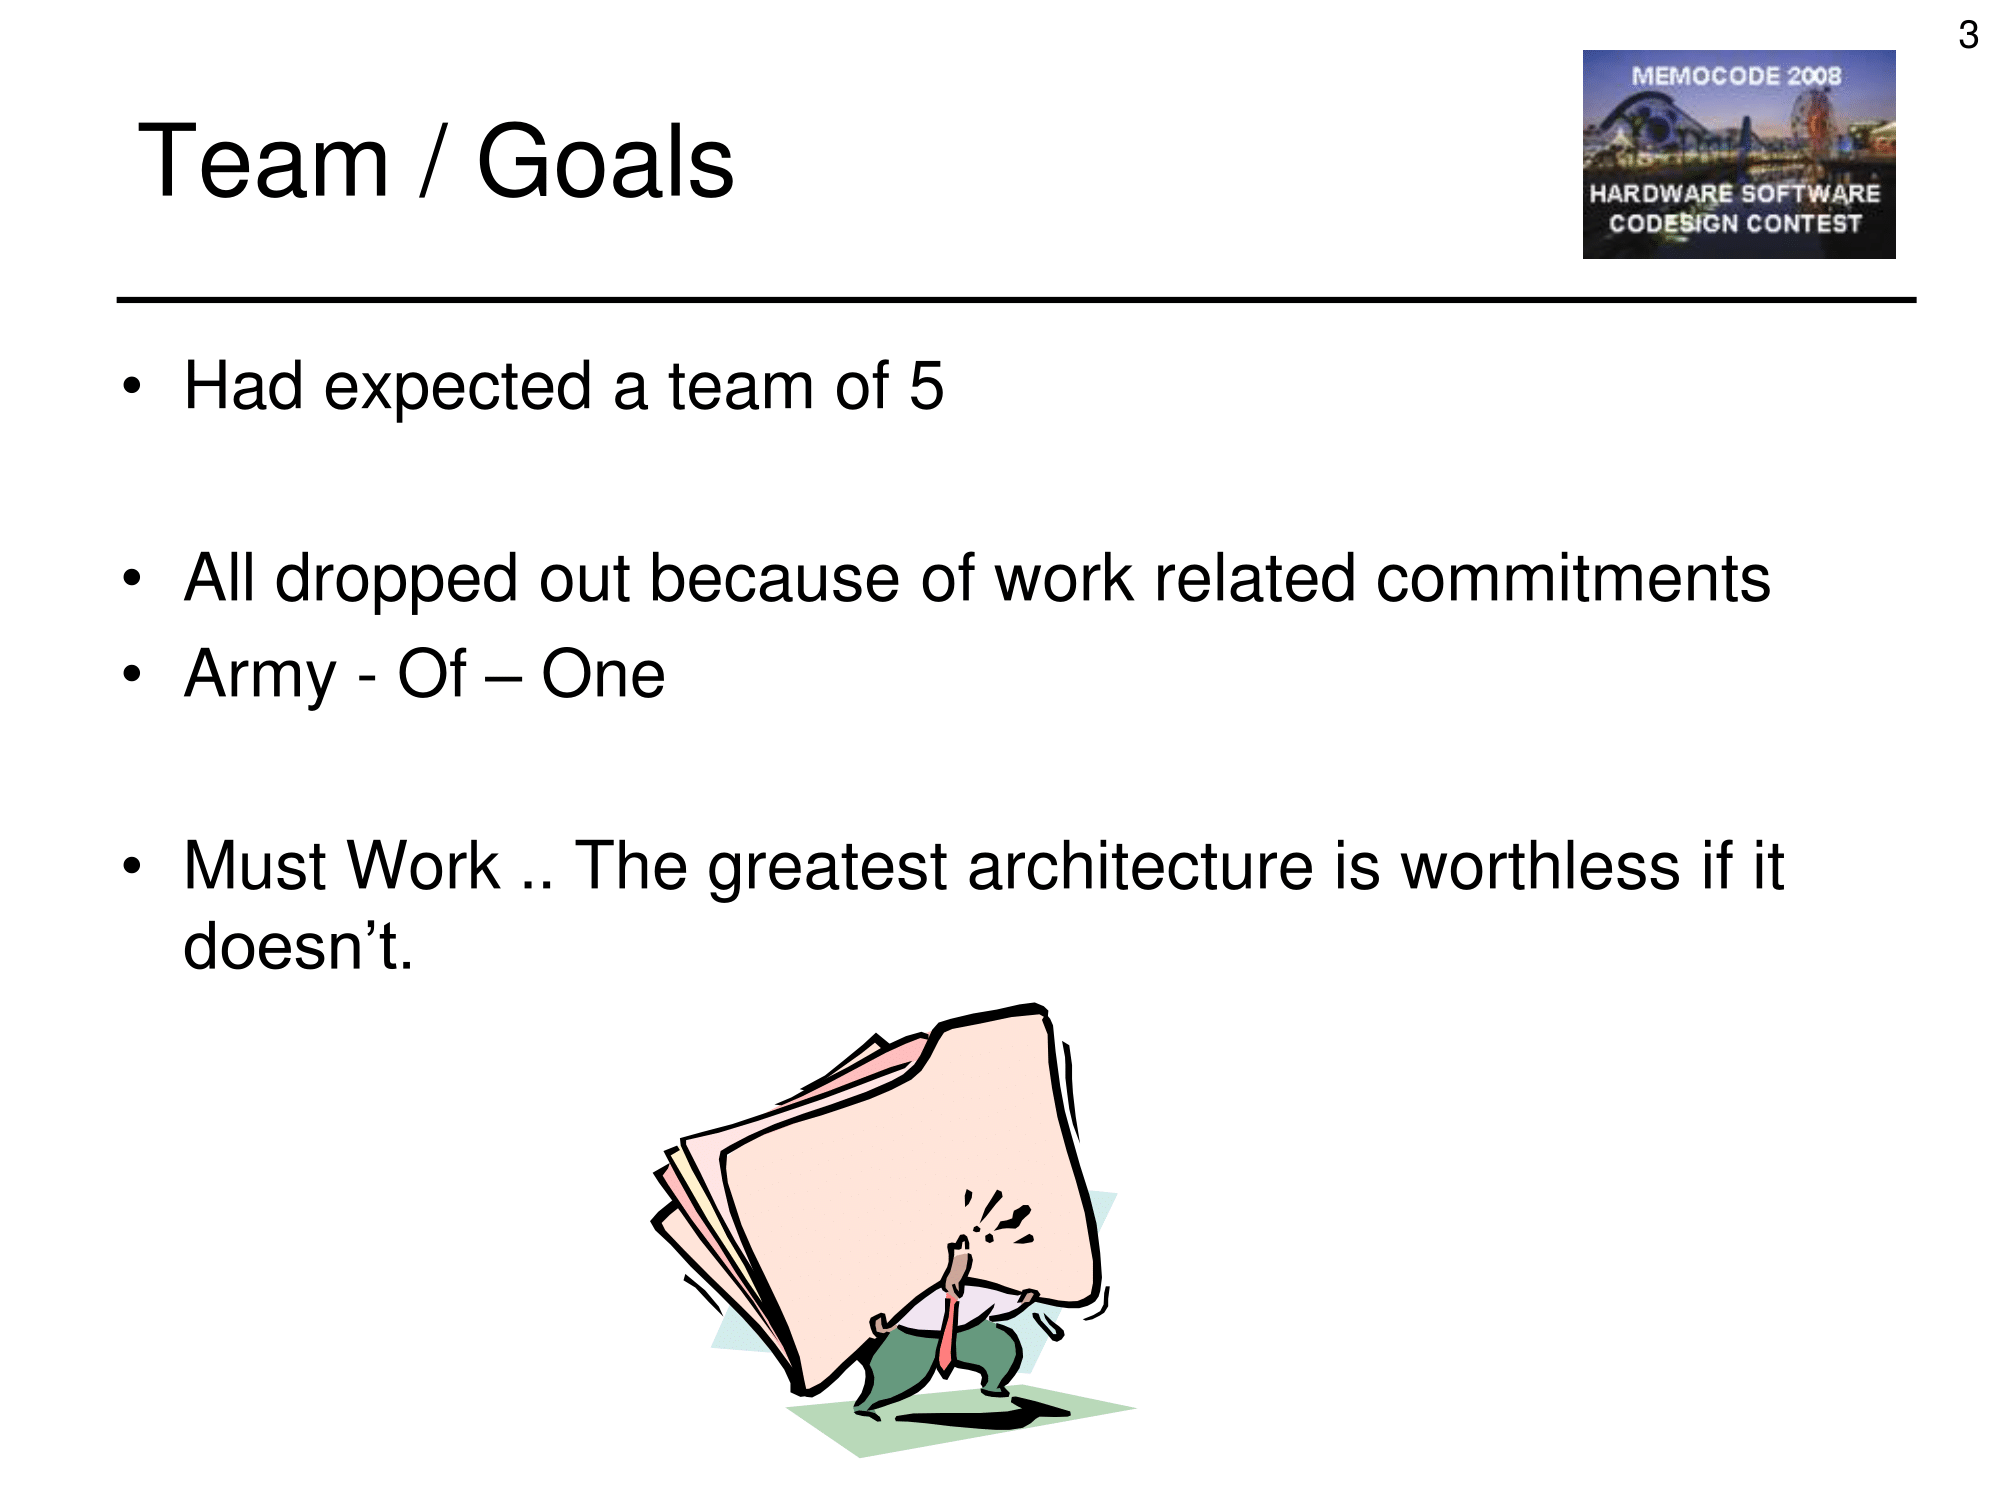 3
MEMOCODE 2008
HARDWARE SOFTWARE
CODESIGN CONTEST
Team / Goals
• Had expected a team of 5
• All dropped out because of work related commitments
• Army - Of – One
• Must Work .. The greatest architecture is worthless if it
doesn’t.